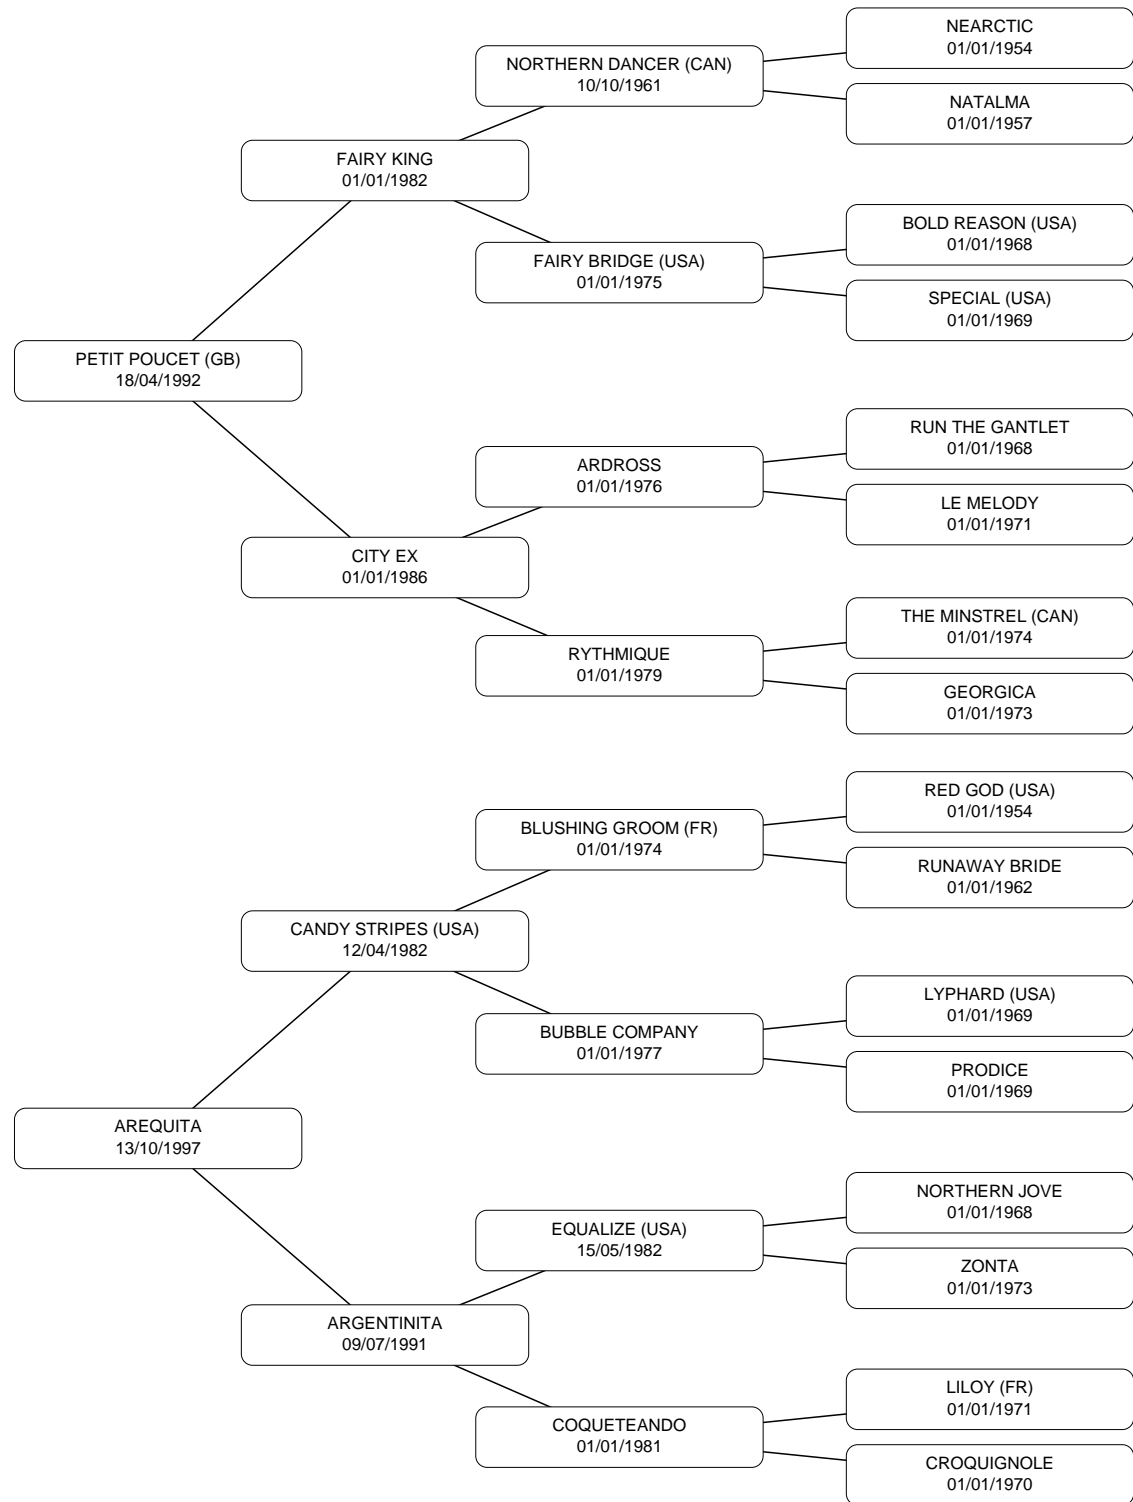 NEARCTIC
01/01/1954
NORTHERN DANCER (CAN)
10/10/1961
NATALMA
01/01/1957
FAIRY KING
01/01/1982
BOLD REASON (USA)
01/01/1968
FAIRY BRIDGE (USA)
01/01/1975
SPECIAL (USA)
01/01/1969
PETIT POUCET (GB)
18/04/1992
RUN THE GANTLET
01/01/1968
ARDROSS
01/01/1976
LE MELODY
01/01/1971
CITY EX
01/01/1986
THE MINSTREL (CAN)
01/01/1974
RYTHMIQUE
01/01/1979
GEORGICA
01/01/1973
RED GOD (USA)
01/01/1954
BLUSHING GROOM (FR)
01/01/1974
RUNAWAY BRIDE
01/01/1962
CANDY STRIPES (USA)
12/04/1982
LYPHARD (USA)
01/01/1969
BUBBLE COMPANY
01/01/1977
PRODICE
01/01/1969
AREQUITA
13/10/1997
NORTHERN JOVE
01/01/1968
EQUALIZE (USA)
15/05/1982
ZONTA
01/01/1973
ARGENTINITA
09/07/1991
LILOY (FR)
01/01/1971
COQUETEANDO
01/01/1981
CROQUIGNOLE
01/01/1970